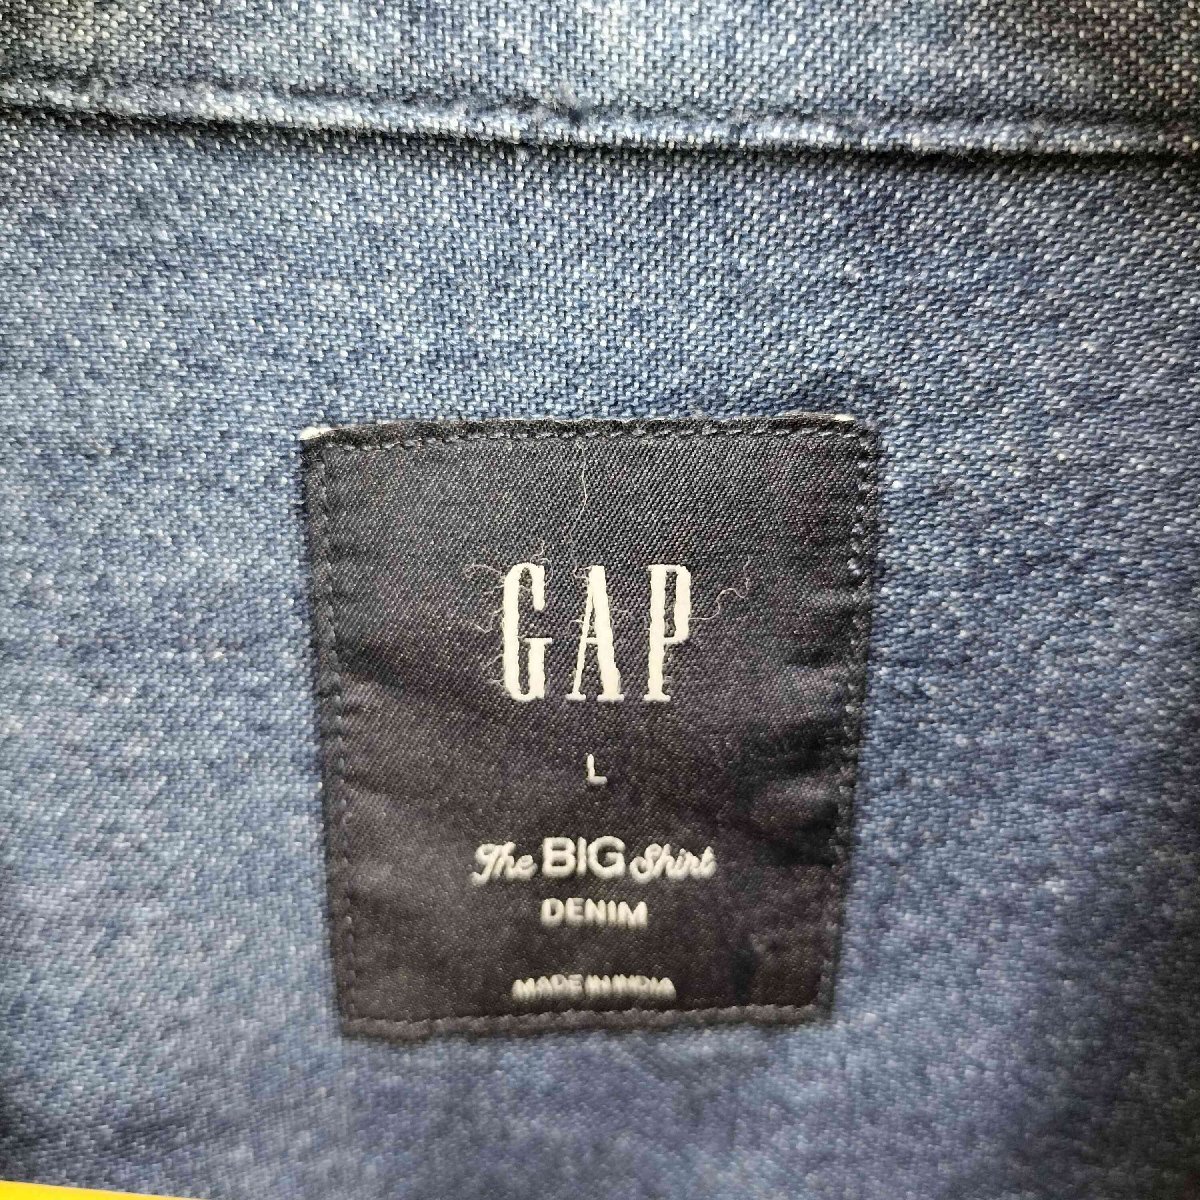 GAP
L
The BIG Shirt
DENIM
MADE IN INDIA